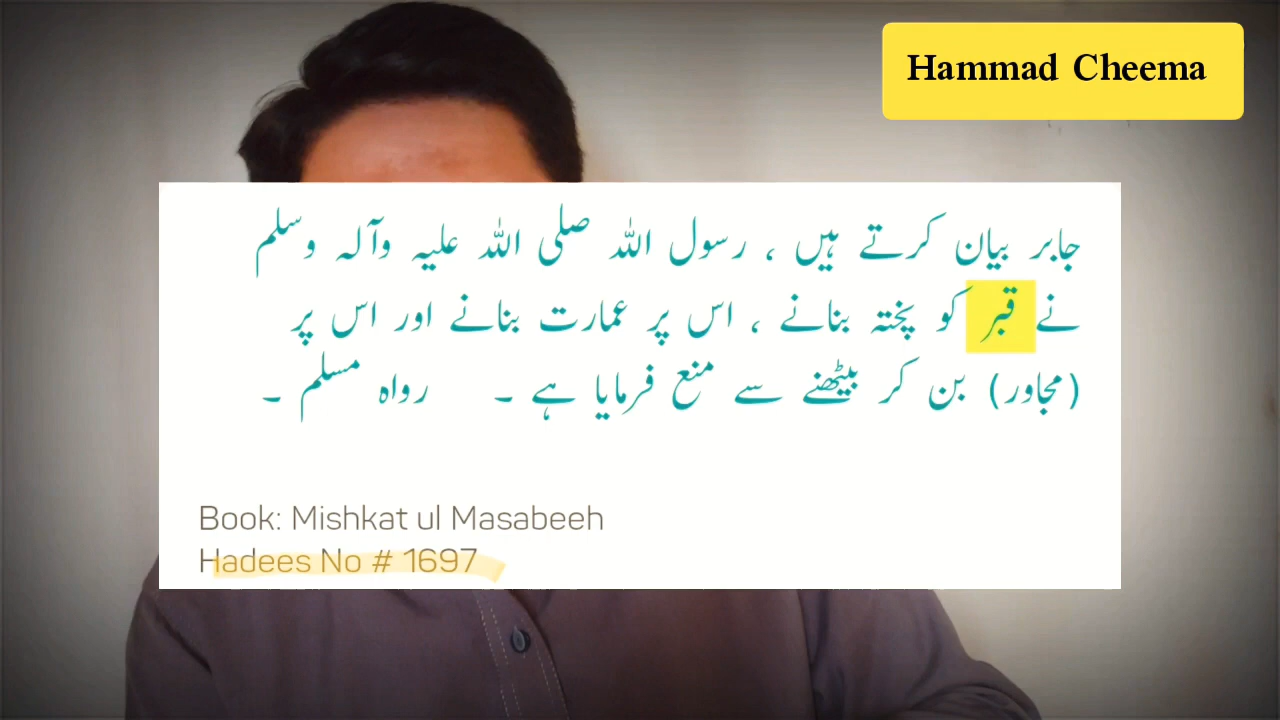 Hammad Cheema
جابر بیان کرتے ہیں ، رسول اللہ صلی اللہ علیہ وآلہ وسلم
نے قبر کو پختہ بنانے ، اس پر عمارت بنانے اور اس پر
(مجاور) بن کر بیٹھنے سے منع فرمایا ہے ۔ رواہ مسلم ۔
Book: Mishkat ul Masabeeh
Hadees No # 1697